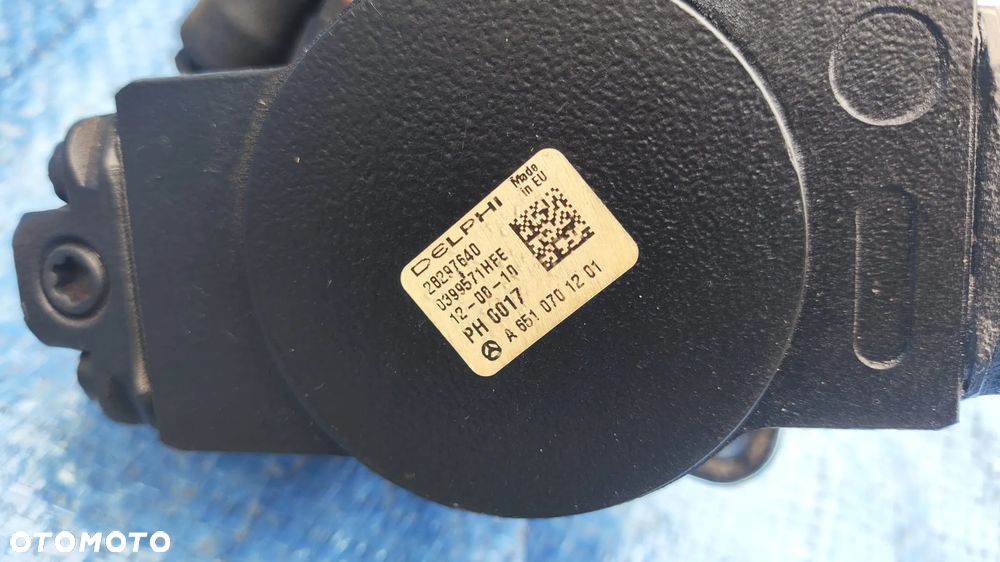 DELPHI
Made
in EU
28297640
0399571HFE
12-08-10
PH 0017
A 651 070 12 01
OTOMOTO